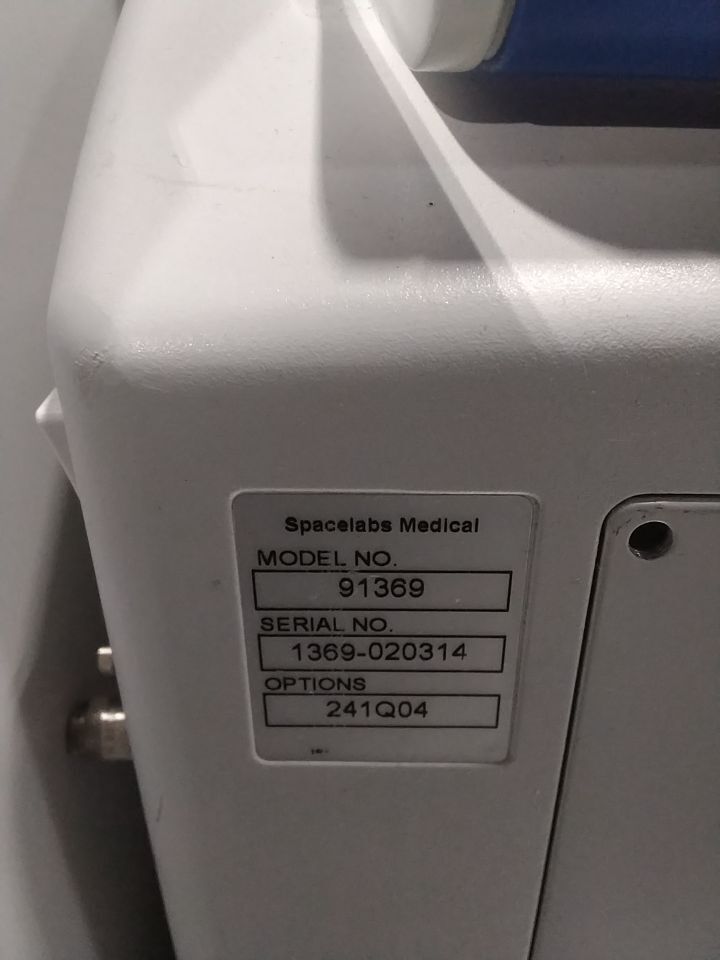 Spacelabs Medical
MODEL NO.
91369
SERIAL NO.
1369-020314
OPTIONS
241Q04